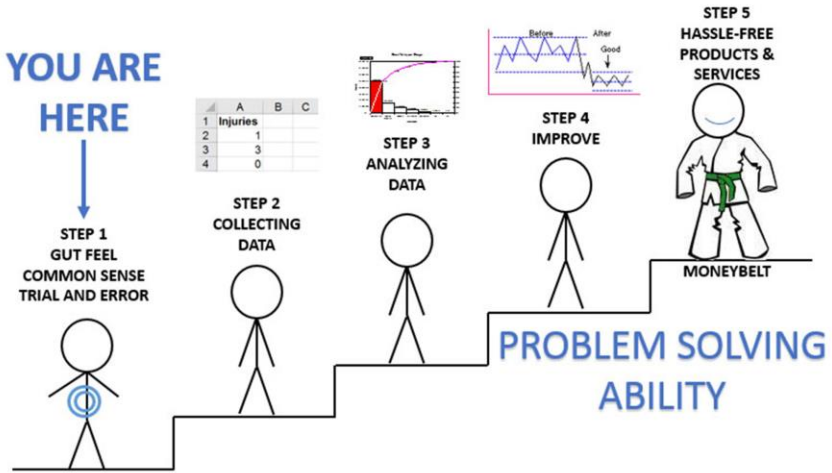 YOU ARE
HERE
STEP 1
GUT FEEL
COMMON SENSE
TRIAL AND ERROR
A B C
1 Injuries
2 1
3 3
4 0
STEP 2
COLLECTING
DATA
STEP 3
ANALYZING
DATA
Before After
Good
STEP 4
IMPROVE
STEP 5
HASSLE-FREE
PRODUCTS &
SERVICES
MONEYBELT
PROBLEM SOLVING
ABILITY